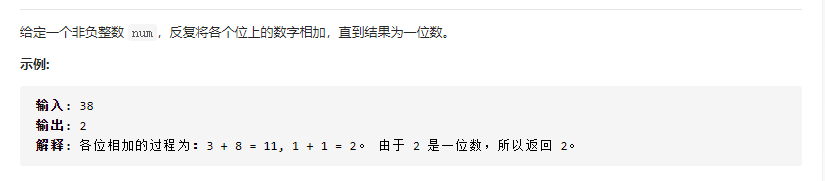 给定一个非负整数 num，反复将各个位上的数字相加，直到结果为一位数。
示例:
输入: 38
输出: 2
解释: 各位相加的过程为：3 + 8 = 11, 1 + 1 = 2。 由于 2 是一位数，所以返回 2。